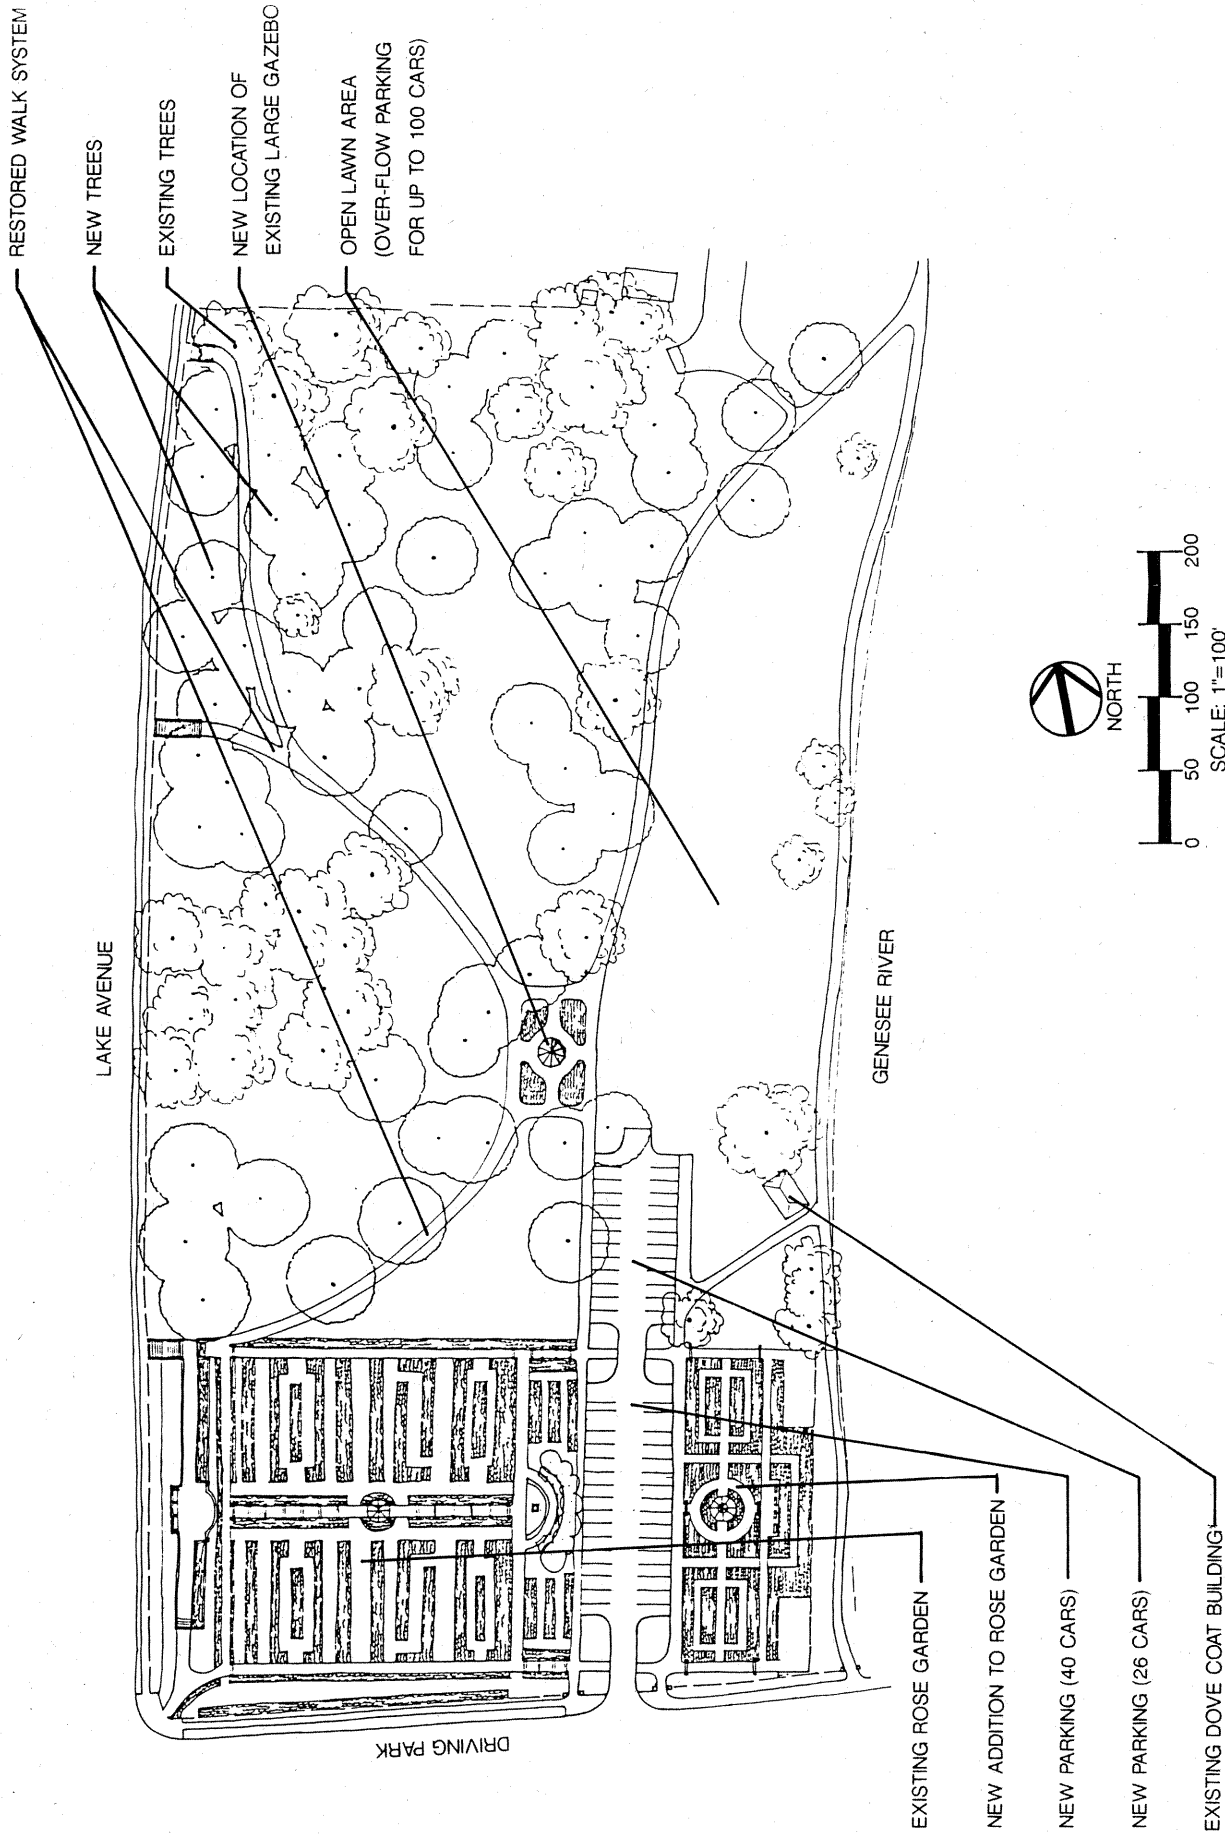 RESTORED WALK SYSTEM
NEW TREES
EXISTING TREES
NEW LOCATION OF
EXISTING LARGE GAZEBO
OPEN LAWN AREA
(OVER-FLOW PARKING
FOR UP TO 100 CARS)
LAKE AVENUE
GENESEE RIVER
DRIVING PARK
NORTH
0
50
100
150
200
SCALE: 1"=100'
EXISTING ROSE GARDEN
NEW ADDITION TO ROSE GARDEN
NEW PARKING (40 CARS)
NEW PARKING (26 CARS)
EXISTING DOVE COAT BUILDING